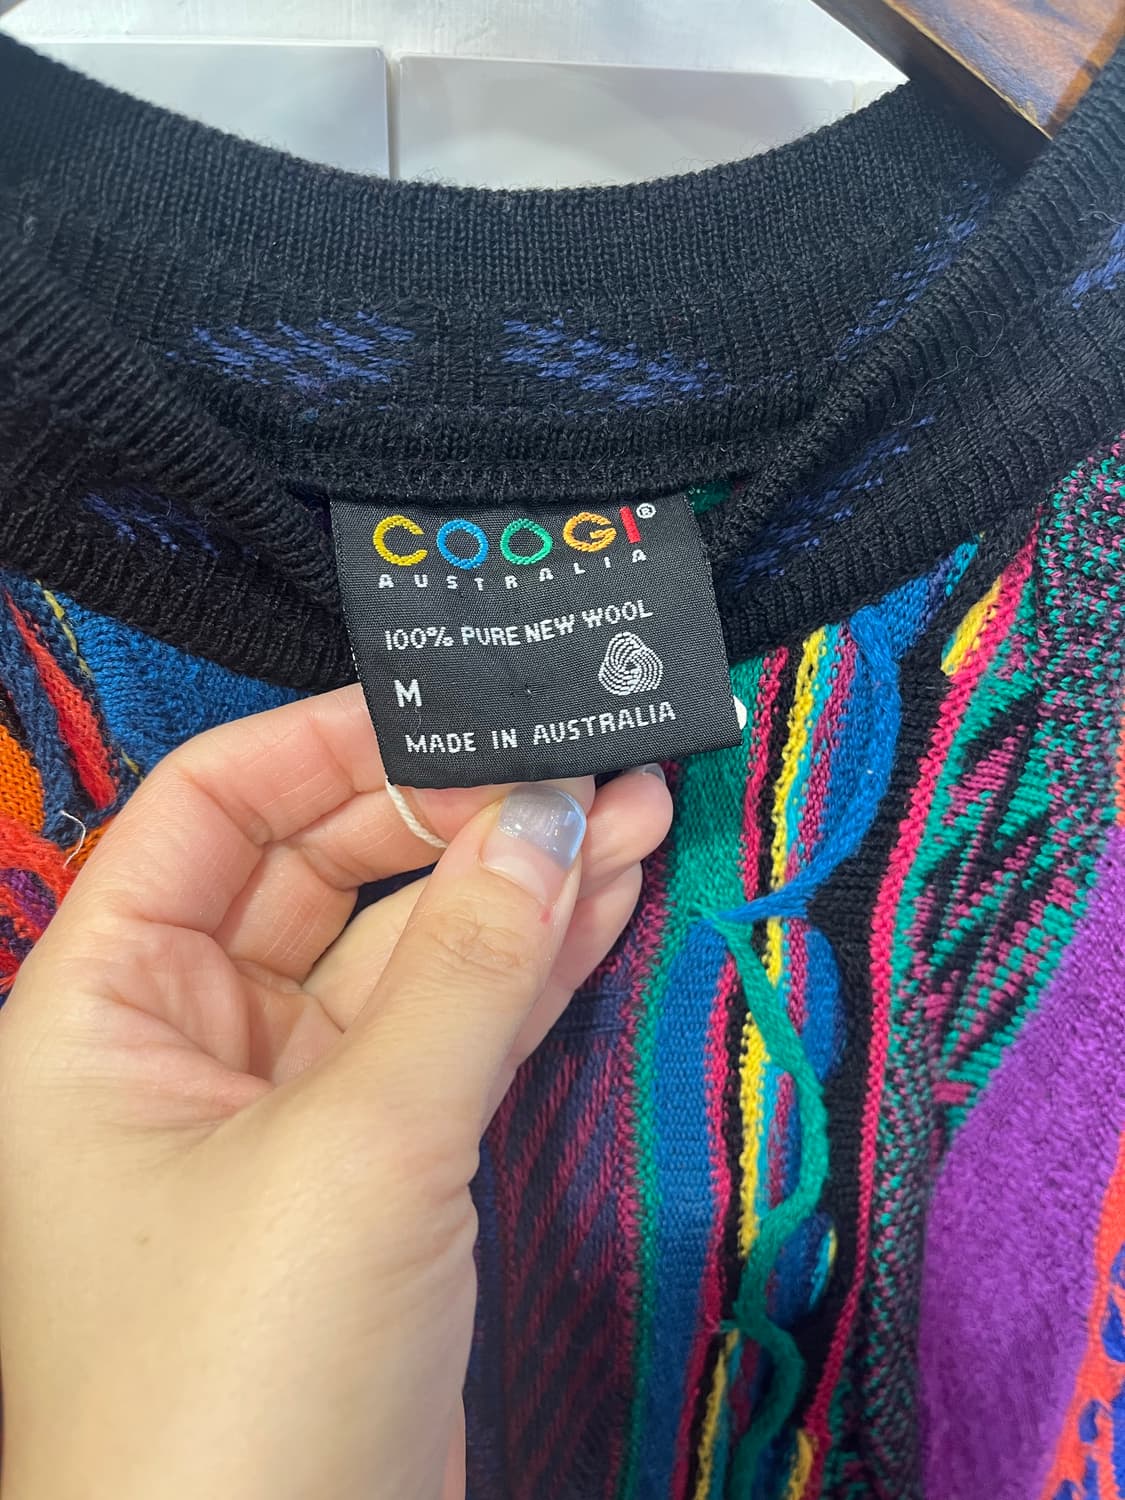 COOGI®
AUSTRALIA
100% PURE NEW WOOL
M
MADE IN AUSTRALIA